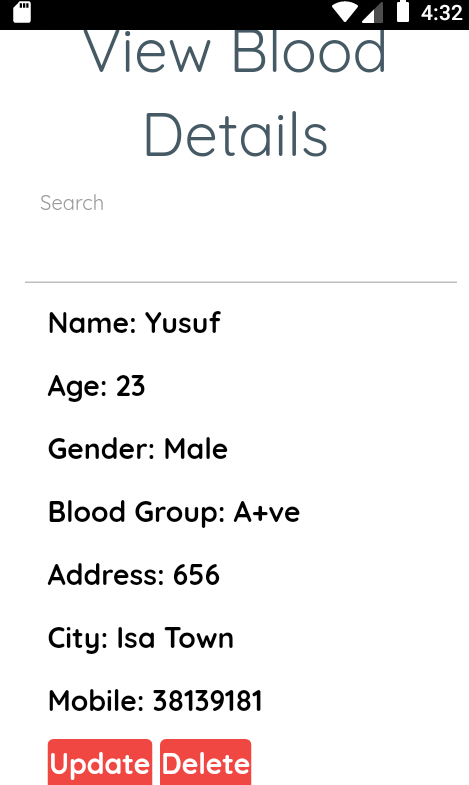 4:32
View Blood
Details
Search
Name: Yusuf
Age: 23
Gender: Male
Blood Group: A+ve
Address: 656
City: Isa Town
Mobile: 38139181
Update Delete